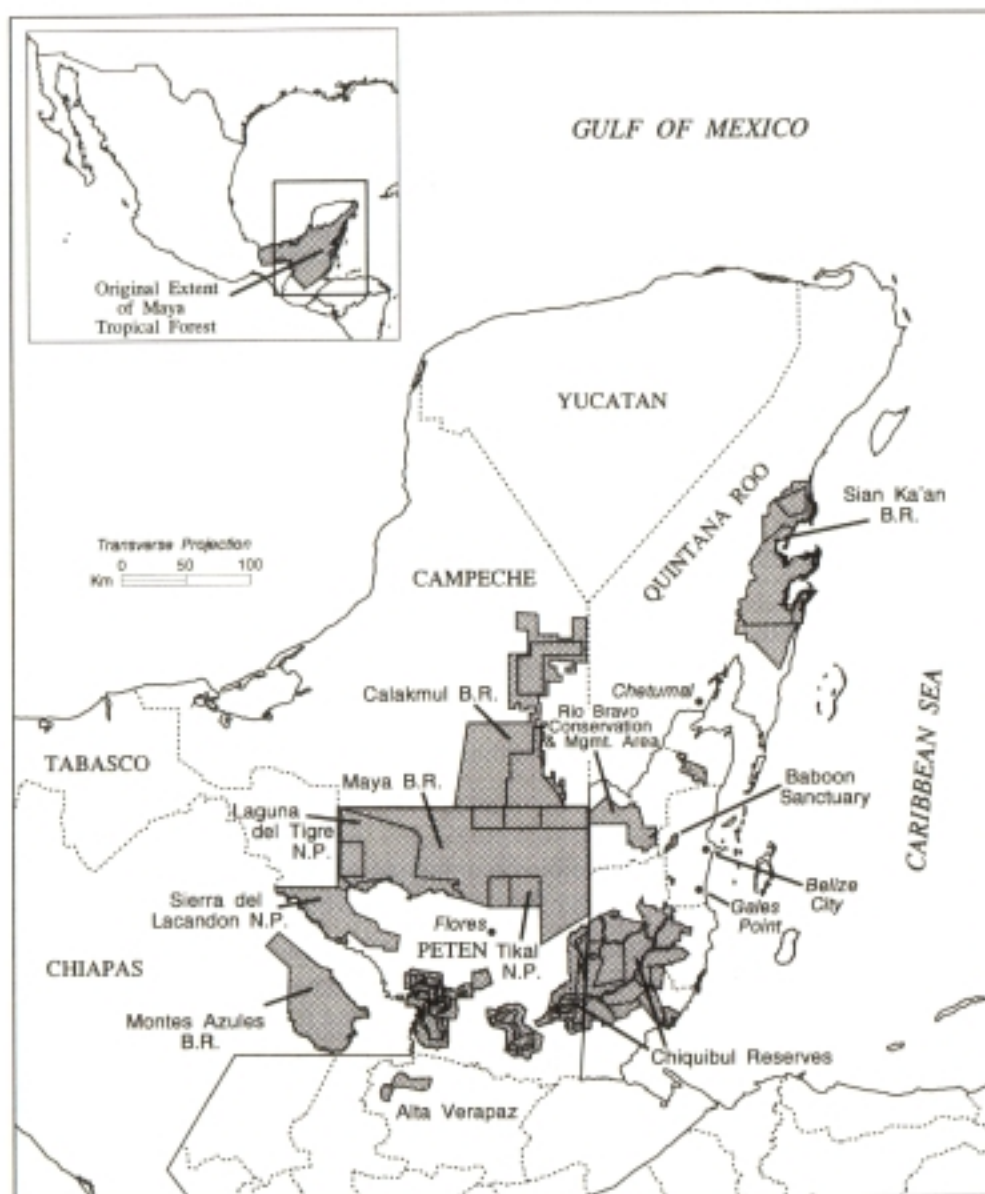 GULF OF MEXICO
Original Extent
of Maya
Tropical Forest
YUCATAN
QUINTANA ROO
Sian Ka'an
B.R.
Transverse Projection
0 50 100
Km
CAMPECHE
Calakmul B.R.
Chetumal
Rio Bravo
Conservation
& Mgmt. Area
CARIBBEAN SEA
TABASCO
Maya B.R.
Baboon
Sanctuary
Laguna
del Tigre
N.P.
Sierra del
Lacandon N.P.
Belize
City
Gales
Point
Flores
PETEN
Tikal
N.P.
CHIAPAS
Montes Azules
B.R.
Chiquibul Reserves
Alta Verapaz